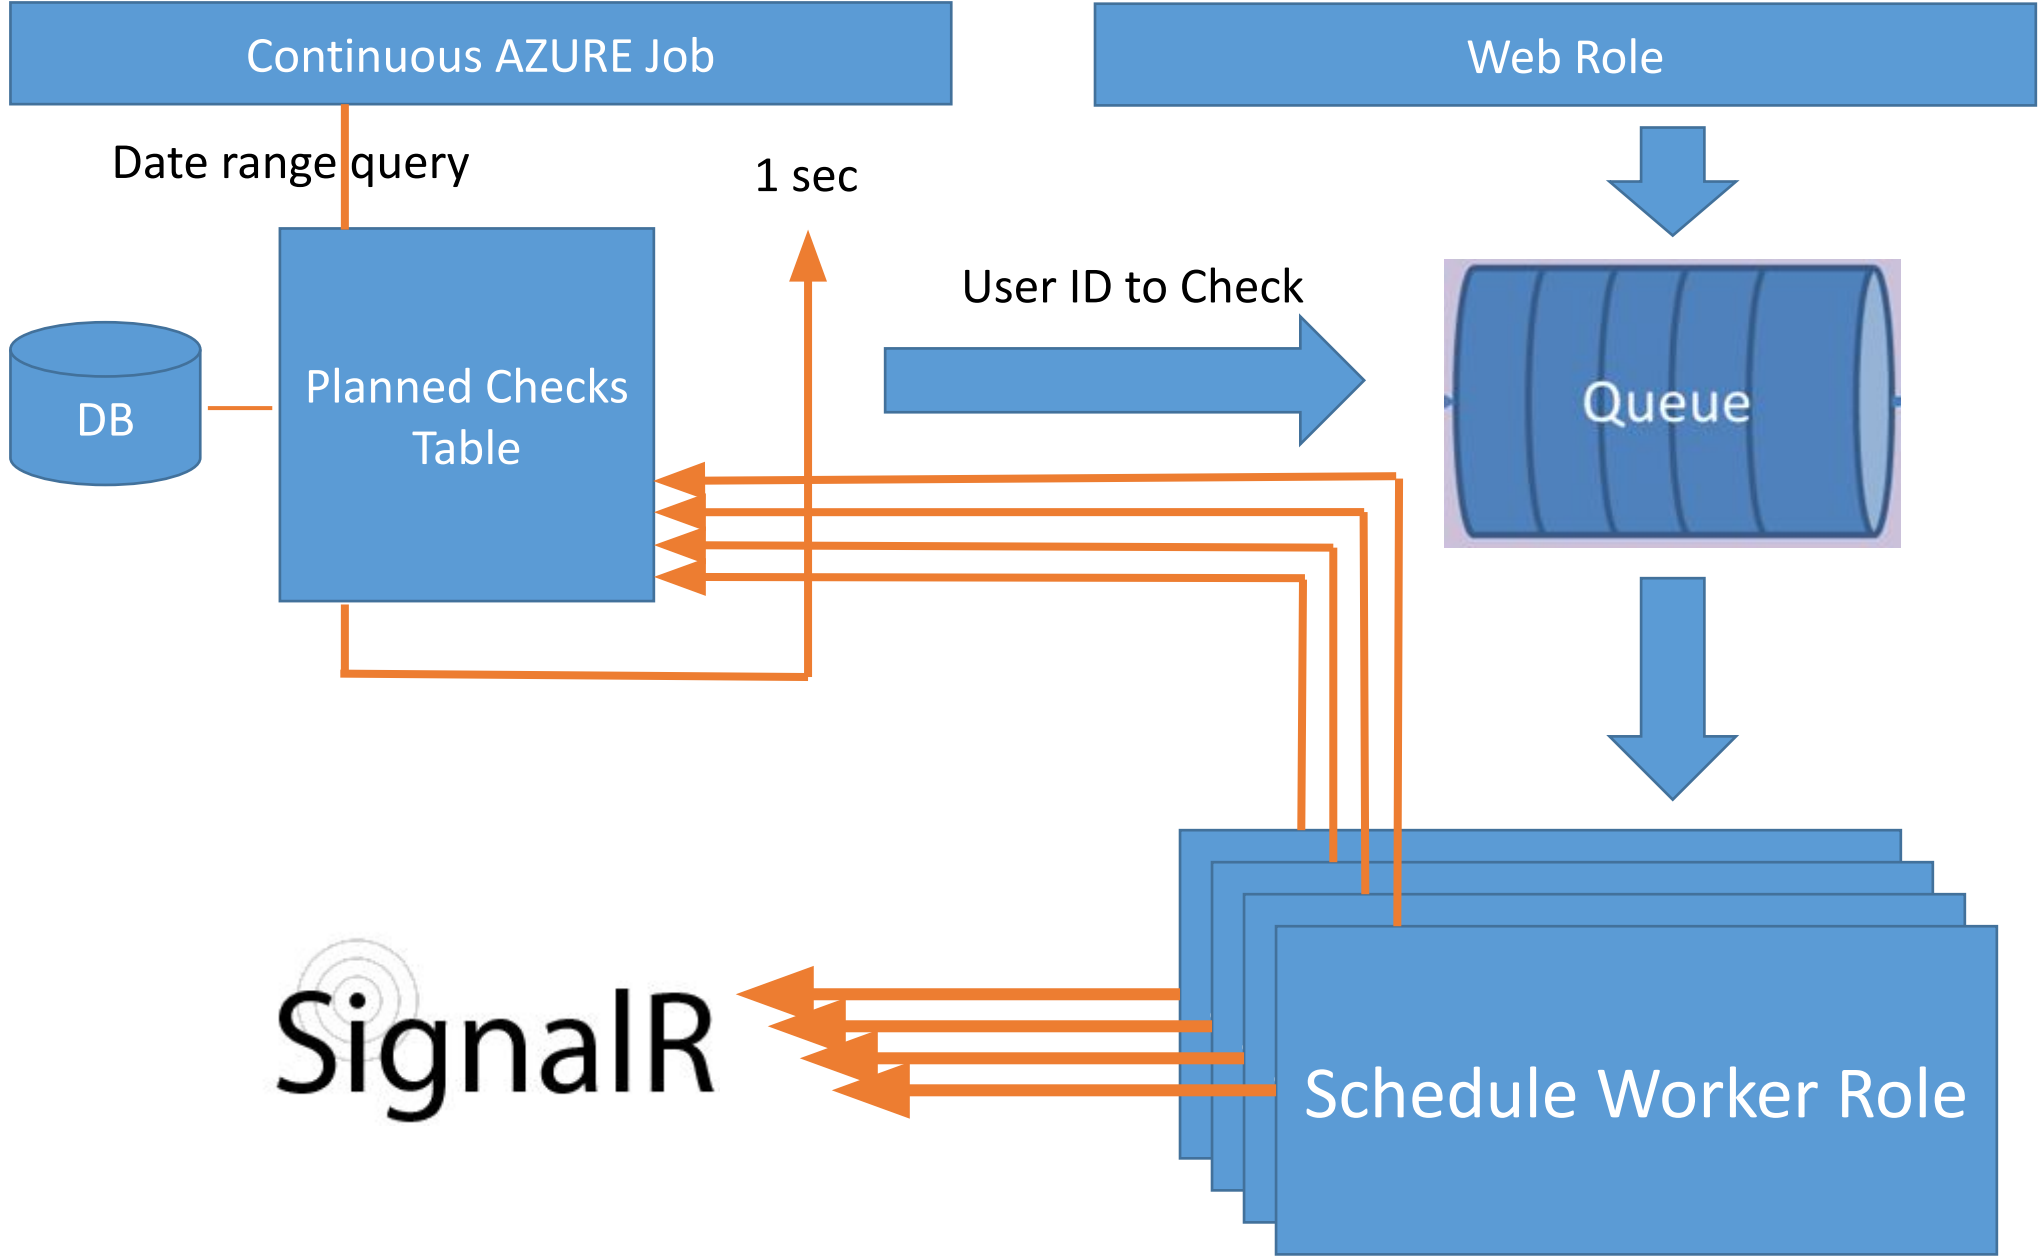 Continuous AZURE Job
Web Role
Date range query
1 sec
User ID to Check
Planned Checks
Table
DB
Queue
SignalR
Schedule Worker Role